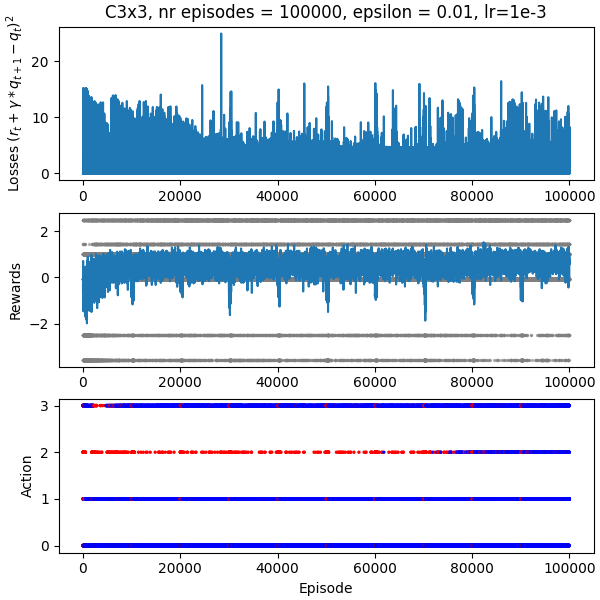 C3x3, nr episodes = 100000, epsilon = 0.01, lr=1e-3
Losses $(r_t + \gamma * q_{t+1} - q_t)^2$
20
10
0
0 20000 40000 60000 80000 100000
Rewards
2
0
−2
0 20000 40000 60000 80000 100000
Action
3
2
1
0
0 20000 40000 60000 80000 100000
Episode